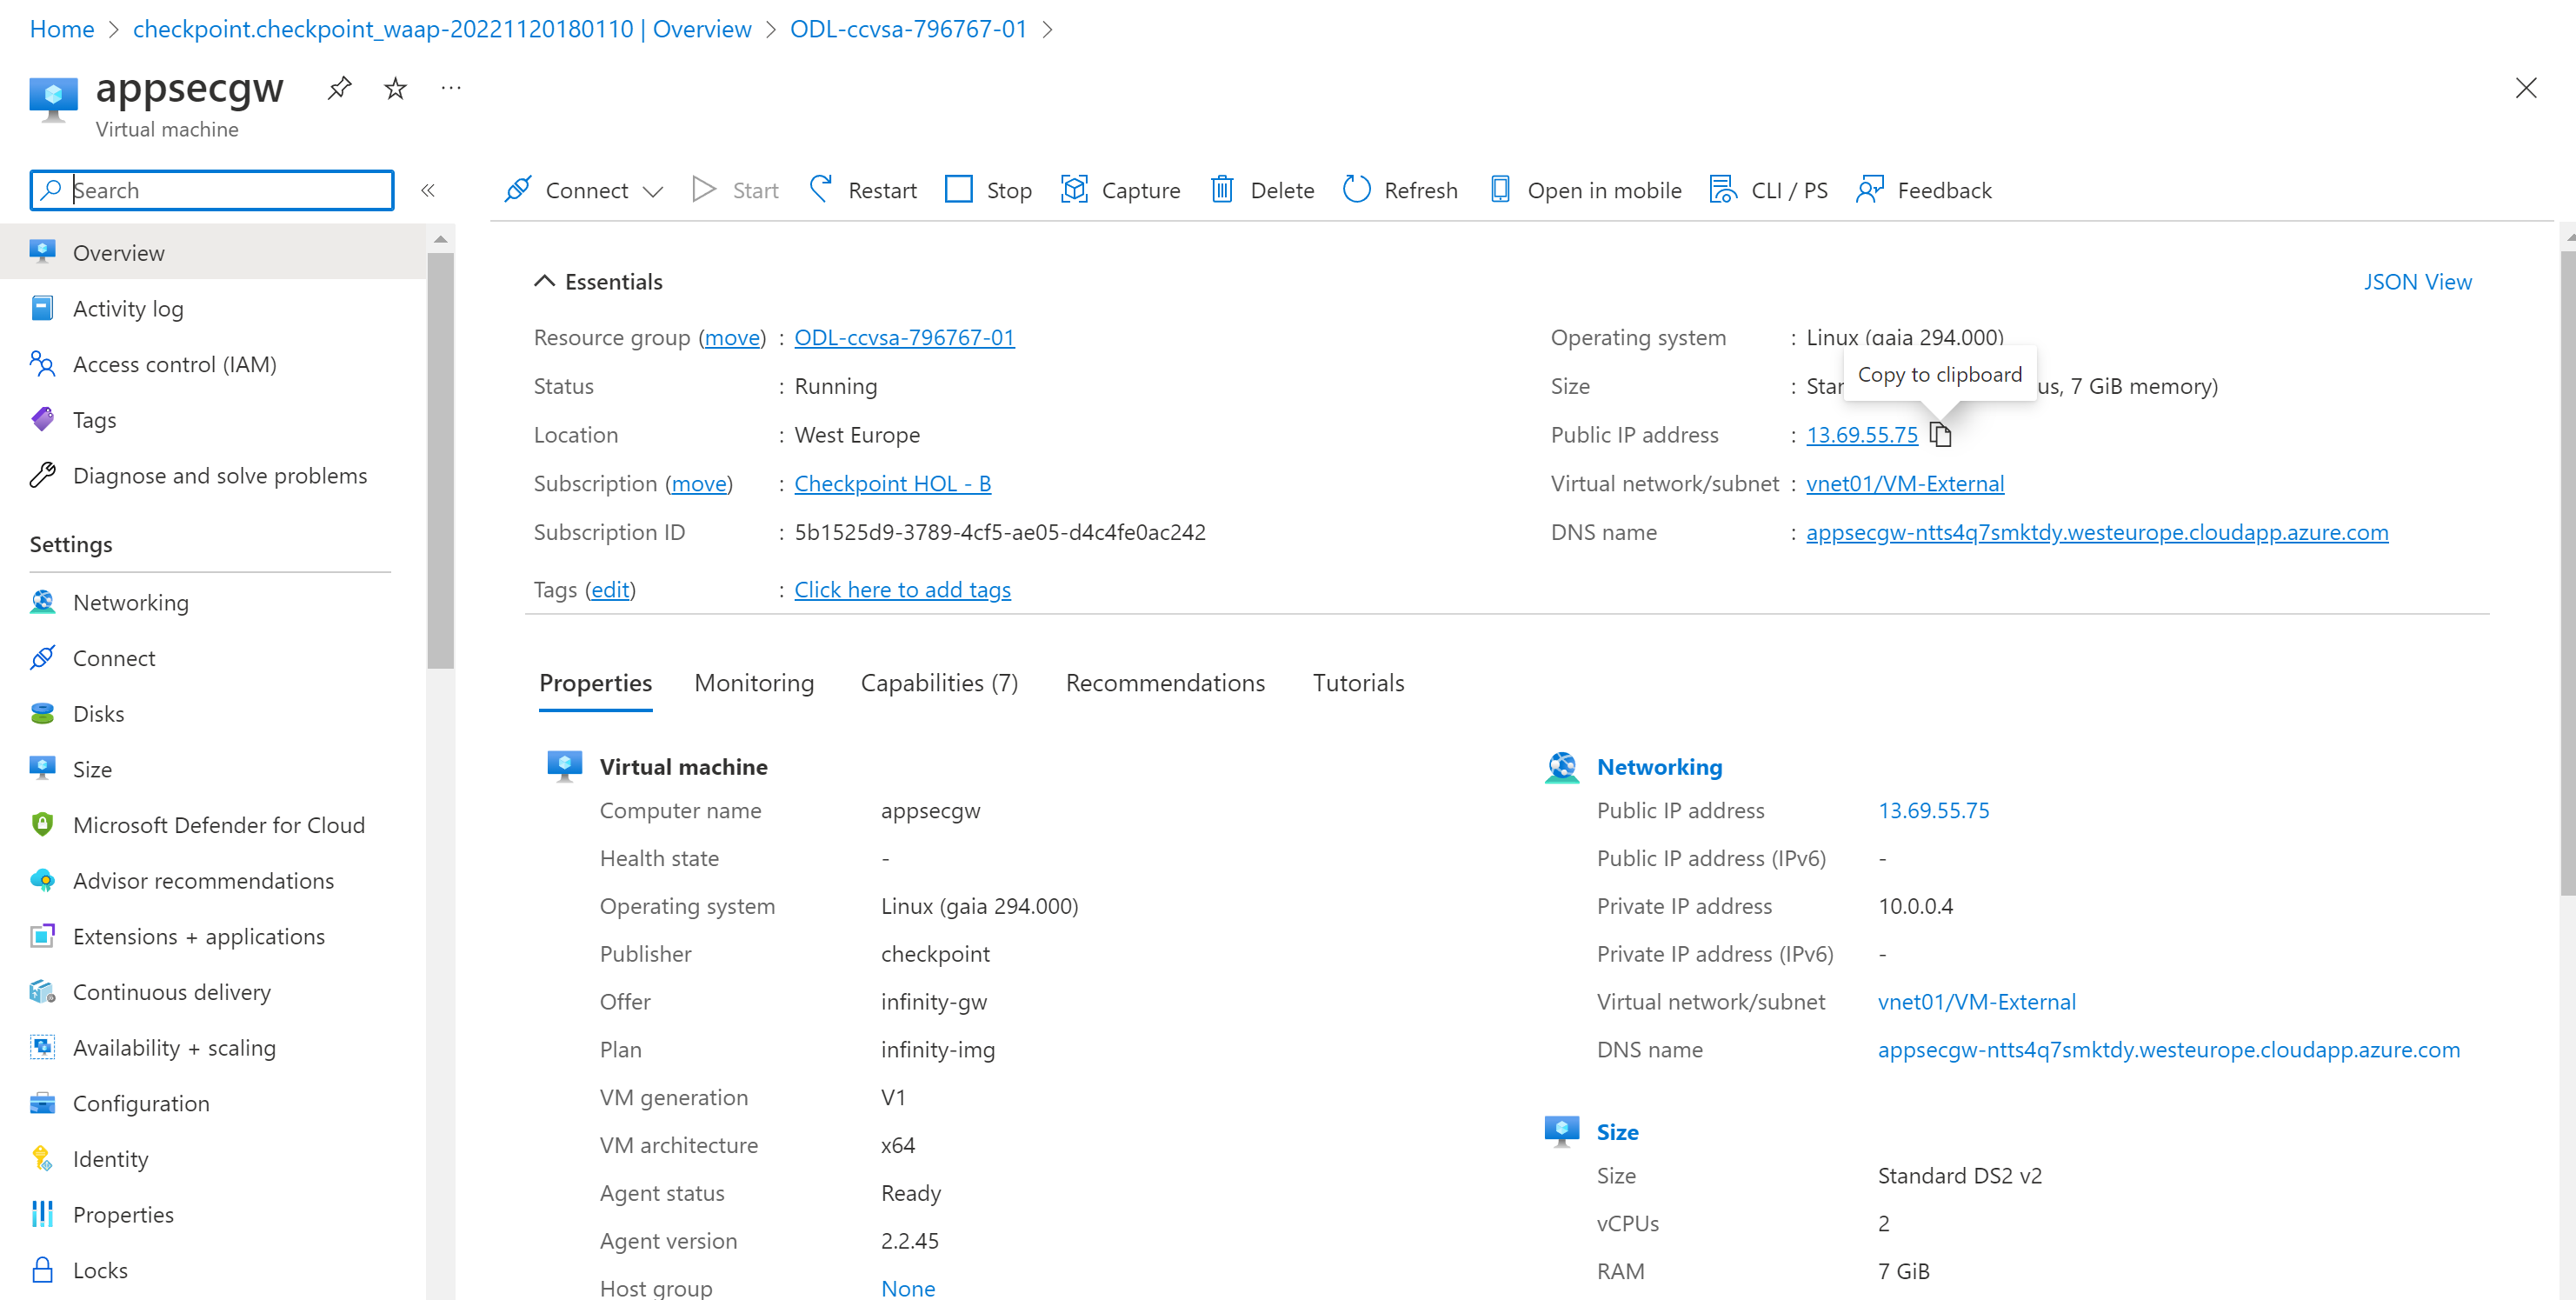 Home > checkpoint.checkpoint_waap-20221120180110 | Overview > ODL-ccvsa-796767-01 >
appsecgw
Virtual machine
Search
Connect
Start
Restart
Stop
Capture
Delete
Refresh
Open in mobile
CLI / PS
Feedback
Overview
Activity log
Access control (IAM)
Tags
Diagnose and solve problems
Settings
Networking
Connect
Disks
Size
Microsoft Defender for Cloud
Advisor recommendations
Extensions + applications
Continuous delivery
Availability + scaling
Configuration
Identity
Properties
Locks
Essentials
JSON View
Resource group (move) : ODL-ccvsa-796767-01
Status : Running
Location : West Europe
Subscription (move) : Checkpoint HOL - B
Subscription ID : 5b1525d9-3789-4cf5-ae05-d4c4fe0ac242
Tags (edit) : Click here to add tags
Operating system : Linux (gaia 294.000)
Copy to clipboard
Size : Star us, 7 GiB memory)
Public IP address : 13.69.55.75
Virtual network/subnet : vnet01/VM-External
DNS name : appsecgw-ntts4q7smktdy.westeurope.cloudapp.azure.com
Properties
Monitoring
Capabilities (7)
Recommendations
Tutorials
Virtual machine
Computer name appsecgw
Health state -
Operating system Linux (gaia 294.000)
Publisher checkpoint
Offer infinity-gw
Plan infinity-img
VM generation V1
VM architecture x64
Agent status Ready
Agent version 2.2.45
Host group None
Networking
Public IP address 13.69.55.75
Public IP address (IPv6) -
Private IP address 10.0.0.4
Private IP address (IPv6) -
Virtual network/subnet vnet01/VM-External
DNS name appsecgw-ntts4q7smktdy.westeurope.cloudapp.azure.com
Size
Size Standard DS2 v2
vCPUs 2
RAM 7 GiB